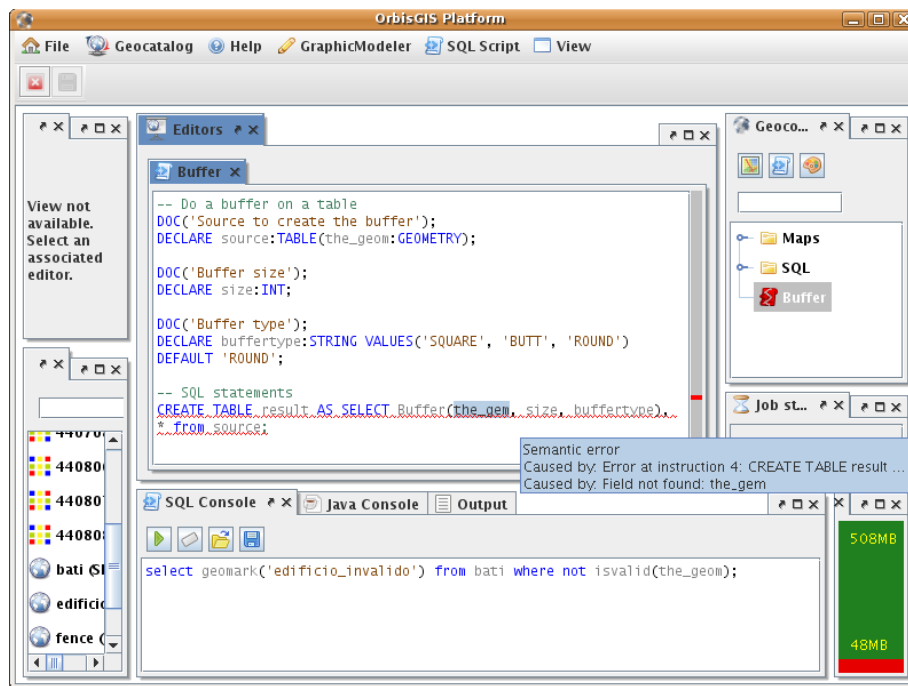 OrbisGIS Platform
File Geocatalog Help GraphicModeler SQL Script View
Editors
Buffer
View not
available.
Select an
associated
editor.
-- Do a buffer on a table
DOC('Source to create the buffer');
DECLARE source:TABLE(the_geom:GEOMETRY);
DOC('Buffer size');
DECLARE size:INT;
DOC('Buffer type');
DECLARE buffertype:STRING VALUES('SQUARE', 'BUTT', 'ROUND')
DEFAULT 'ROUND';
-- SQL statements
CREATE TABLE result AS SELECT Buffer(the_gem, size, buffertype),
* from source;
Semantic error
Caused by: Error at instruction 4: CREATE TABLE result ...
Caused by: Field not found: the_gem
Geoco...
Maps
SQL
Buffer
Job st...
44080
44080
44080
bati (S
edifici
fence (
SQL Console Java Console Output
select geomark('edificio_invalido') from bati where not isvalid(the_geom);
508MB
48MB